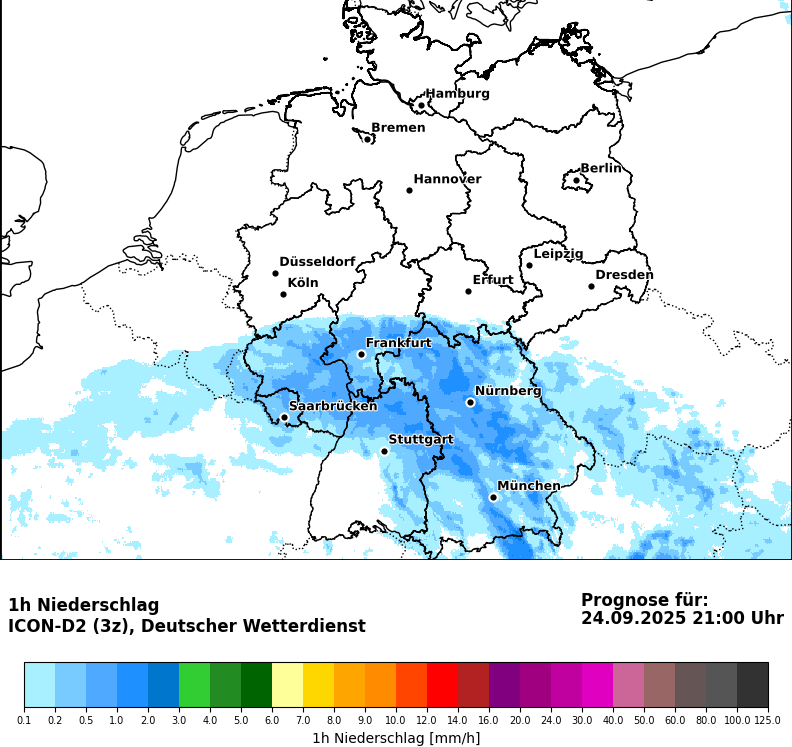 Hamburg
Bremen
Berlin
Hannover
Leipzig
Düsseldorf
Dresden
Köln
Erfurt
Frankfurt
Nürnberg
Saarbrücken
Stuttgart
München
1h Niederschlag
ICON-D2 (3z), Deutscher Wetterdienst
Prognose für:
24.09.2025 21:00 Uhr
0.1 0.2 0.5 1.0 2.0 3.0 4.0 5.0 6.0 7.0 9.0 10.0 12.0 14.0 16.0 20.0 24.0 30.0 40.0 50.0 60.0 80.0 100.0 125.0
1h Niederschlag [mm/h]